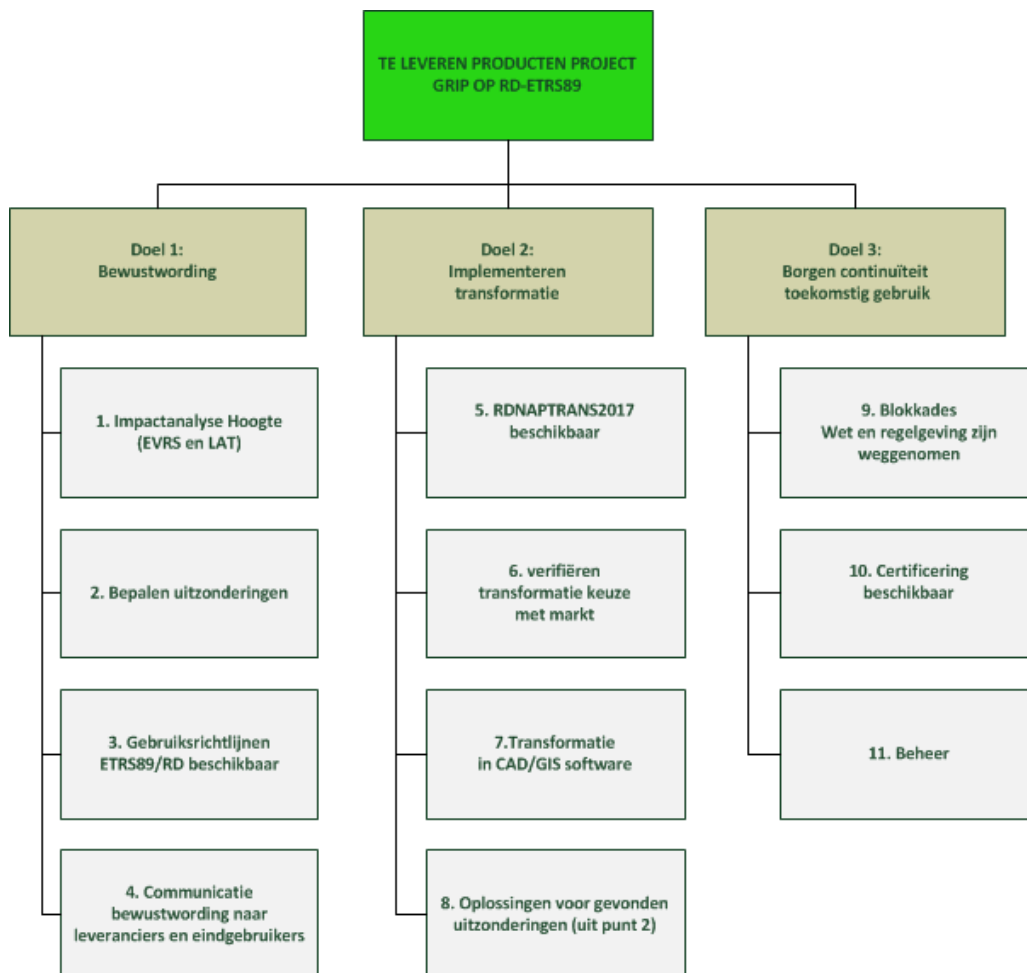 TE LEVEREN PRODUCTEN PROJECT
GRIP OP RD-ETRS89
Doel 1:
Bewustwording
1. Impactanalyse Hoogte
(EVRS en LAT)
2. Bepalen uitzonderingen
3. Gebruiksrichtlijnen
ETRS89/RD beschikbaar
4. Communicatie
bewustwording naar
leveranciers en eindgebruikers
Doel 2:
Implementeren
transformatie
5. RDNAPTRANS2017
beschikbaar
6. verifiëren
transformatie keuze
met markt
7.Transformatie
in CAD/GIS software
8. Oplossingen voor gevonden
uitzonderingen (uit punt 2)
Doel 3:
Borgen continuïteit
toekomstig gebruik
9. Blokkades
Wet en regelgeving zijn
weggenomen
10. Certificering
beschikbaar
11. Beheer